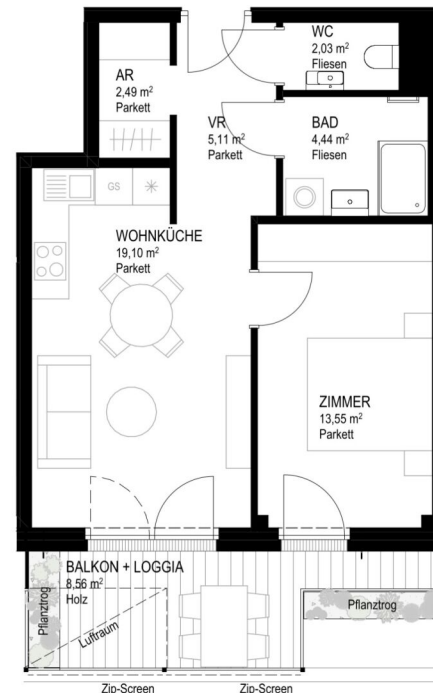 WC
2,03 m²
Fliesen
AR
2,49 m²
Parkett
VR
5,11 m²
Parkett
BAD
4,44 m²
Fliesen
GS
WOHNKÜCHE
19,10 m²
Parkett
ZIMMER
13,55 m²
Parkett
BALKON + LOGGIA
8,56 m²
Holz
Pflanztrog
Luftraum
Pflanztrog
Zip-Screen
Zip-Screen